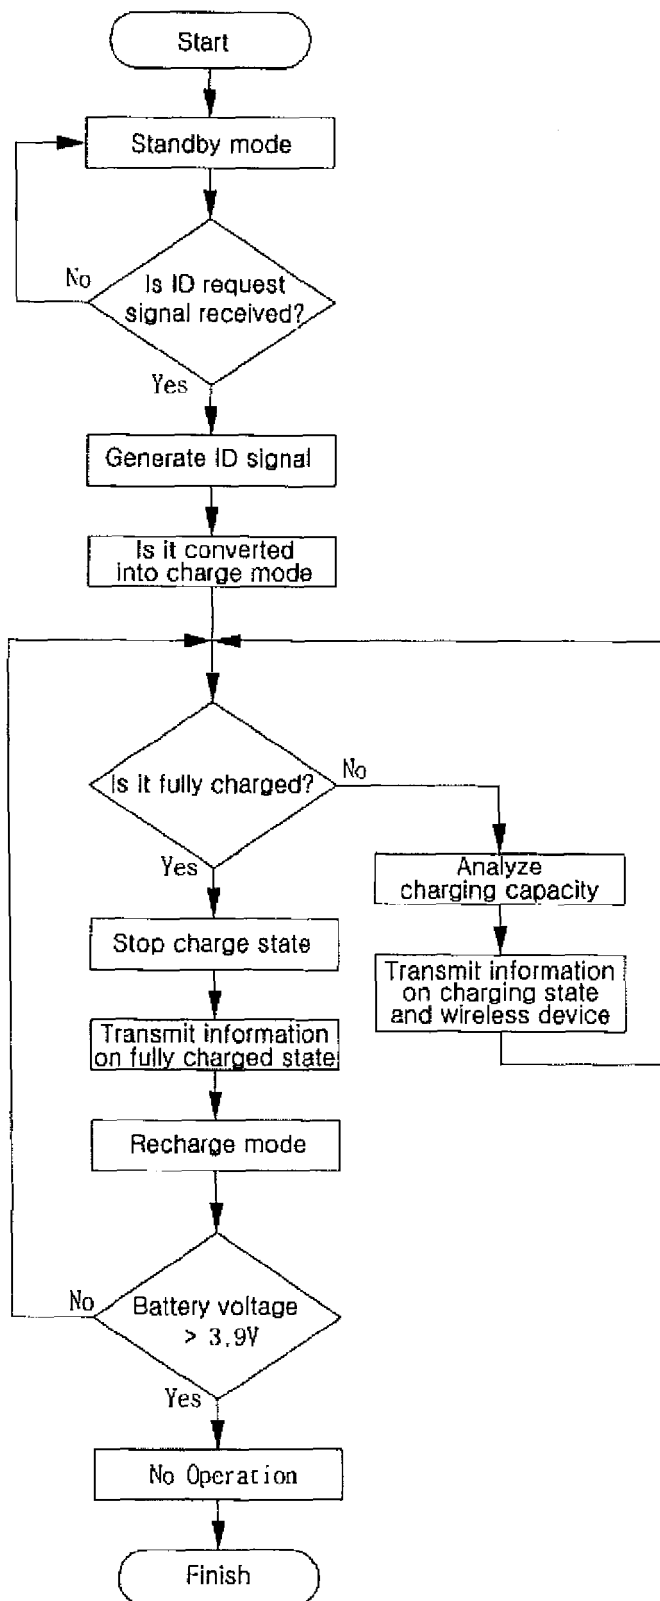 Start
Standby mode
No
Is ID request
signal received?
Yes
Generate ID signal
Is it converted
into charge mode
Is it fully charged?
No
Yes
Analyze
charging capacity
Stop charge state
Transmit information
on charging state
and wireless device
Transmit information
on fully charged state
Recharge mode
No
Battery voltage
> 3.9V
Yes
No Operation
Finish